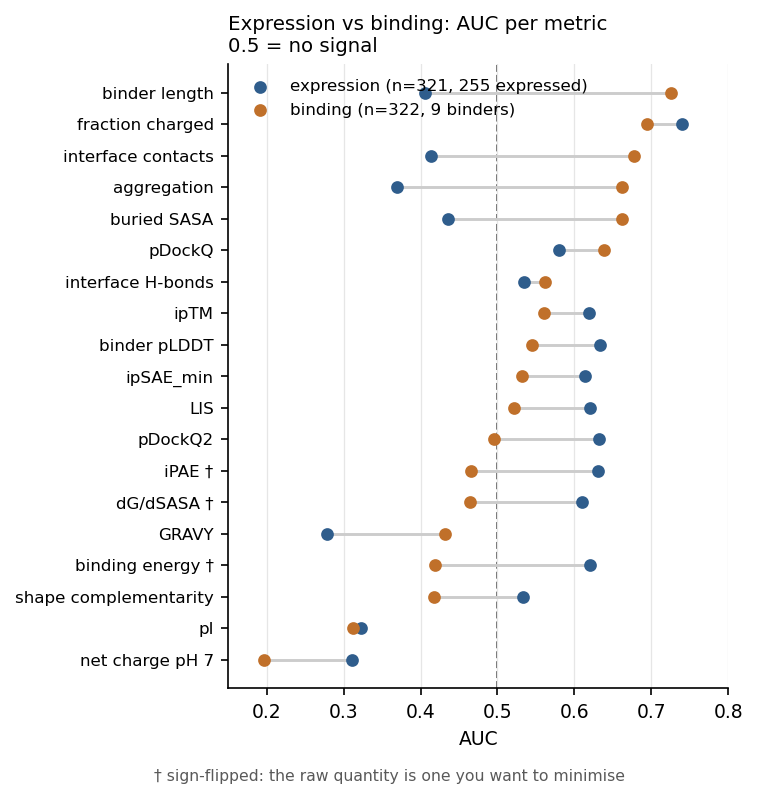 Expression vs binding: AUC per metric
0.5 = no signal
expression (n=321, 255 expressed)
binding (n=322, 9 binders)
binder length
fraction charged
interface contacts
aggregation
buried SASA
pDockQ
interface H-bonds
ipTM
binder pLDDT
ipSAE_min
LIS
pDockQ2
iPAE †
dG/dSASA †
GRAVY
binding energy †
shape complementarity
pI
net charge pH 7
0.2 0.3 0.4 0.5 0.6 0.7 0.8
AUC
† sign-flipped: the raw quantity is one you want to minimise